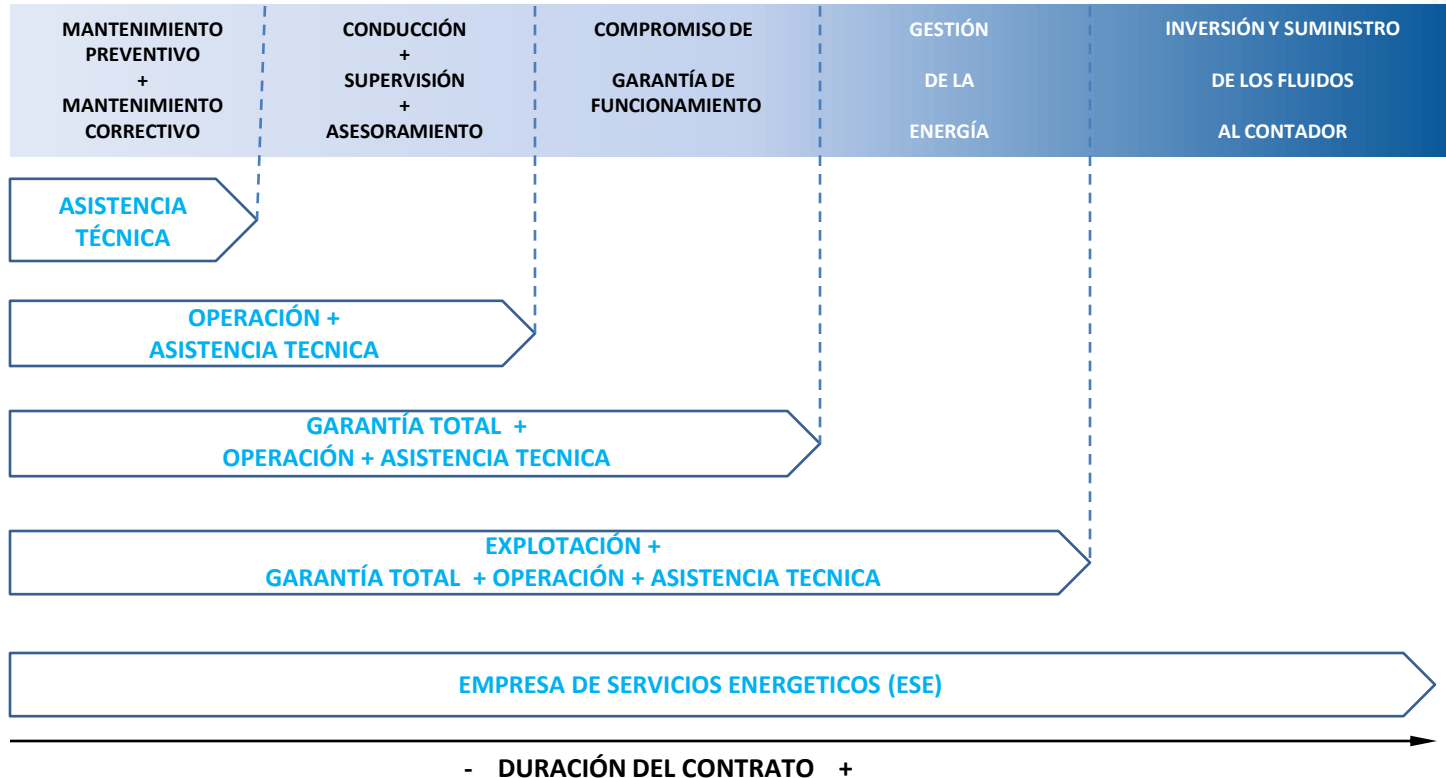 MANTENIMIENTO
PREVENTIVO
+
MANTENIMIENTO
CORRECTIVO
CONDUCCIÓN
+
SUPERVISIÓN
+
ASESORAMIENTO
COMPROMISO DE
GARANTÍA DE
FUNCIONAMIENTO
GESTIÓN
DE LA
ENERGÍA
INVERSIÓN Y SUMINISTRO
DE LOS FLUIDOS
AL CONTADOR
ASISTENCIA
TÉCNICA
OPERACIÓN +
ASISTENCIA TECNICA
GARANTÍA TOTAL +
OPERACIÓN + ASISTENCIA TECNICA
EXPLOTACIÓN +
GARANTÍA TOTAL + OPERACIÓN + ASISTENCIA TECNICA
EMPRESA DE SERVICIOS ENERGETICOS (ESE)
- DURACIÓN DEL CONTRATO +